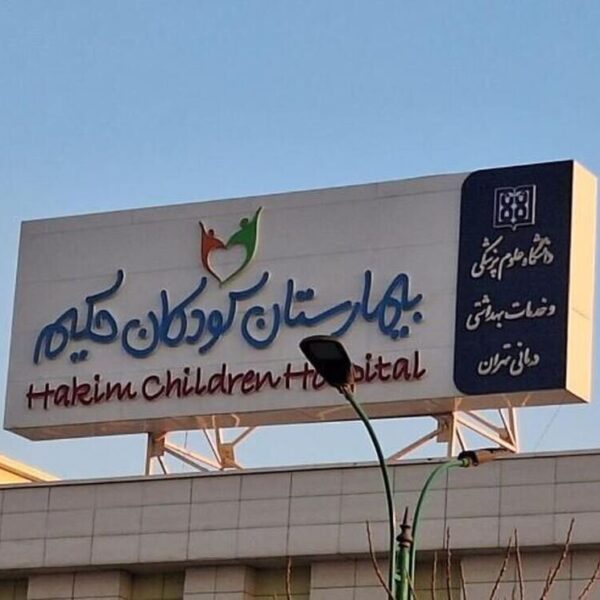 بیمارستان کودکان حکیم
Hakim Children Hospital
دانشگاه علوم پزشکی
و خدمات بهداشتی
درمانی تهران